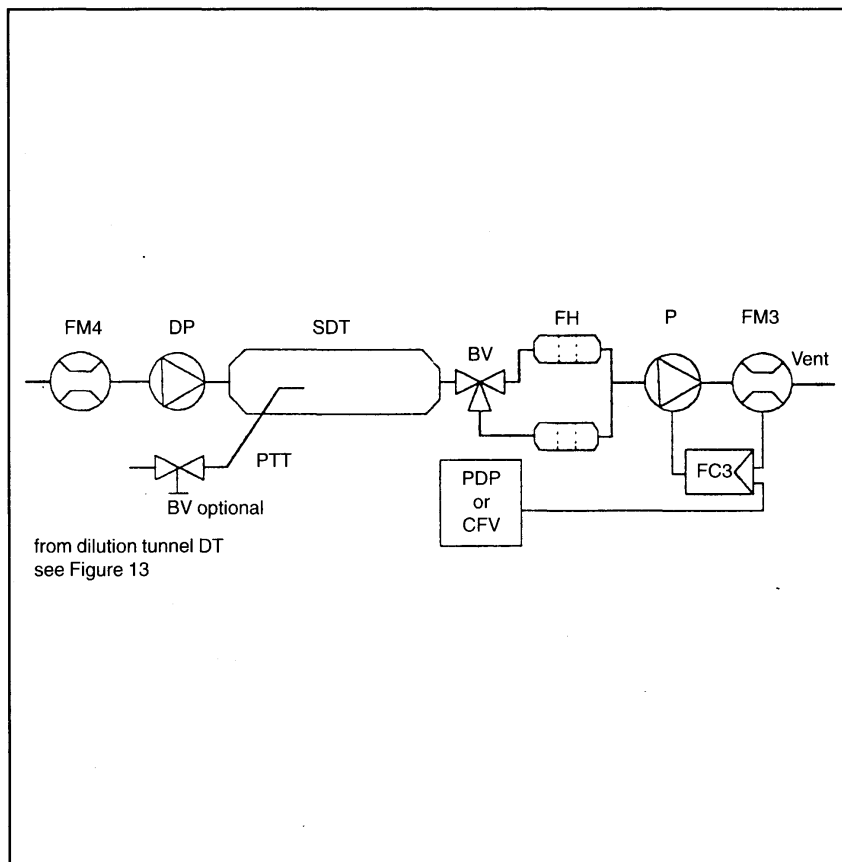 FM4 DP SDT BV FH P FM3
Vent
PTT
BV optional
FC3
PDP
or
CFV
from dilution tunnel DT
see Figure 13